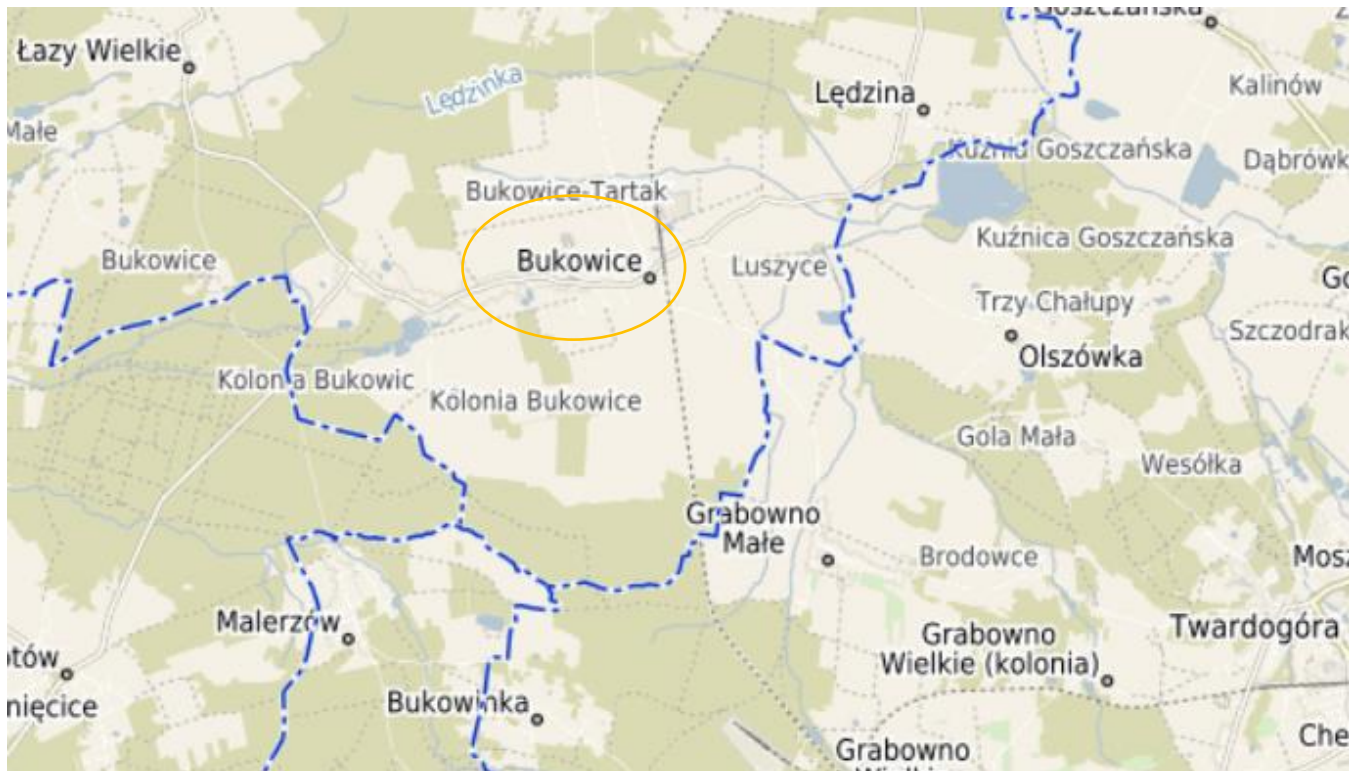 Goszczańska
Łazy Wielkie
Lędzinka
Lędzina
Kalinów
Małe
Kuźnia Goszczańska
Dąbrówk
Bukowice-Tartak
Bukowice
Bukowice
Luszyce
Kuźnica Goszczańska
Trzy Chałupy
Szczodrak
Olszówka
Kolonia Bukowic
Kolonia Bukowice
Gola Mała
Wesółka
Grabowno
Małe
Brodowce
Mosz
Malerzów
Twardogóra
Grabowno
Wielkie (kolonia)
otów
nięcice
Bukowinka
Che
Grabowno